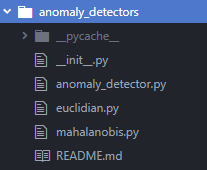 anomaly_detectors
__pycache__
__init__.py
anomaly_detector.py
euclidian.py
mahalanobis.py
README.md